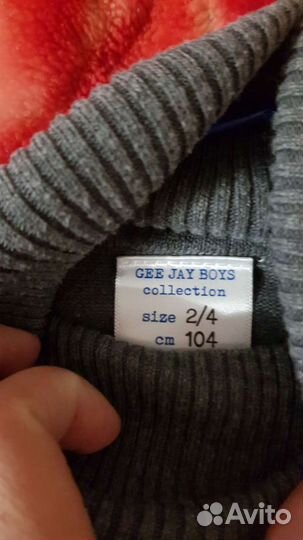 GEE JAY BOYS
collection
size 2/4
cm 104
Avito